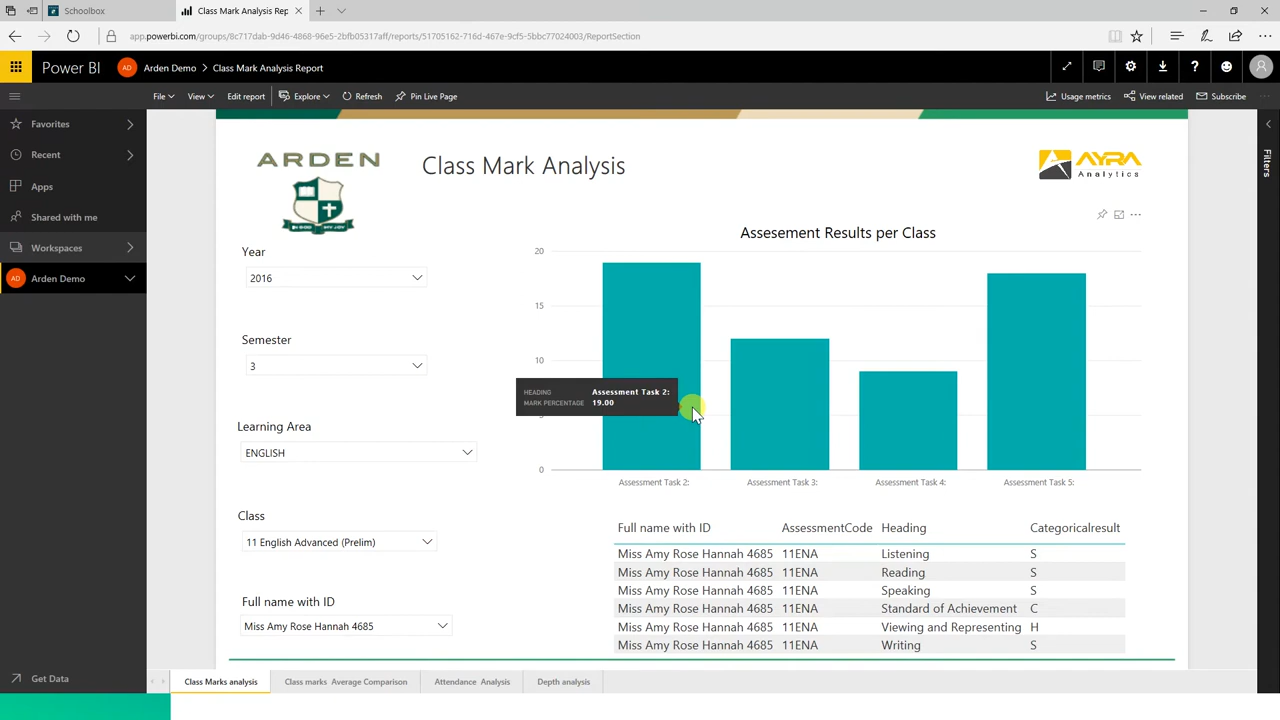 Schoolbox
Class Mark Analysis Rep
app.powerbi.com/groups/8c717dab-9d46-4868-96e5-2bfb05317aff/reports/51705162-716d-467e-9cf5-5bcb77024003/ReportSection
Power BI
AD
Arden Demo > Class Mark Analysis Report
File
View
Edit report
Explore
Refresh
Pin Live Page
Usage metrics
View related
Subscribe
Favorites
Recent
Apps
Shared with me
Workspaces
AD Arden Demo
Get Data
ARDEN
Class Mark Analysis
AYRA
Analytics
Filters
Year
2016
Semester
3
Learning Area
ENGLISH
Class
11 English Advanced (Prelim)
Full name with ID
Miss Amy Rose Hannah 4685
Assesement Results per Class
20
15
10
0
HEADING Assessment Task 2:
MARK PERCENTAGE 19.00
Assessment Task 2: Assessment Task 3: Assessment Task 4: Assessment Task 5:
Full name with ID AssessmentCode Heading Categoricalresult
Miss Amy Rose Hannah 4685 11ENA Listening S
Miss Amy Rose Hannah 4685 11ENA Reading S
Miss Amy Rose Hannah 4685 11ENA Speaking S
Miss Amy Rose Hannah 4685 11ENA Standard of Achievement C
Miss Amy Rose Hannah 4685 11ENA Viewing and Representing H
Miss Amy Rose Hannah 4685 11ENA Writing S
Class Marks analysis
Class marks Average Comparison
Attendance Analysis
Depth analysis